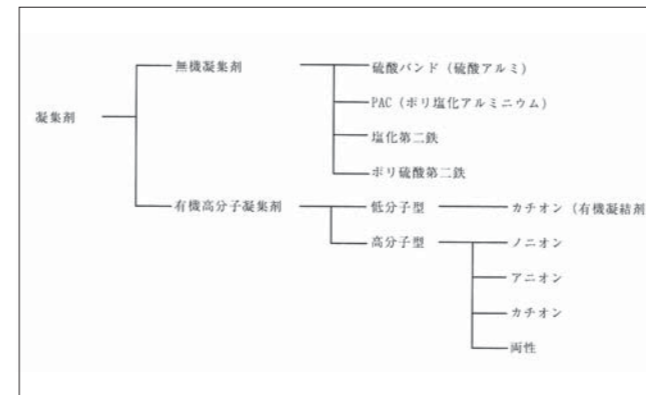 無機凝集剤
硫酸バンド (硫酸アルミ)
PAC (ポリ塩化アルミニウム)
凝集剤
塩化第二鉄
ポリ硫酸第二鉄
有機高分子凝集剤
低分子型
カチオン (有機凝結剤
高分子型
ノニオン
アニオン
カチオン
両性